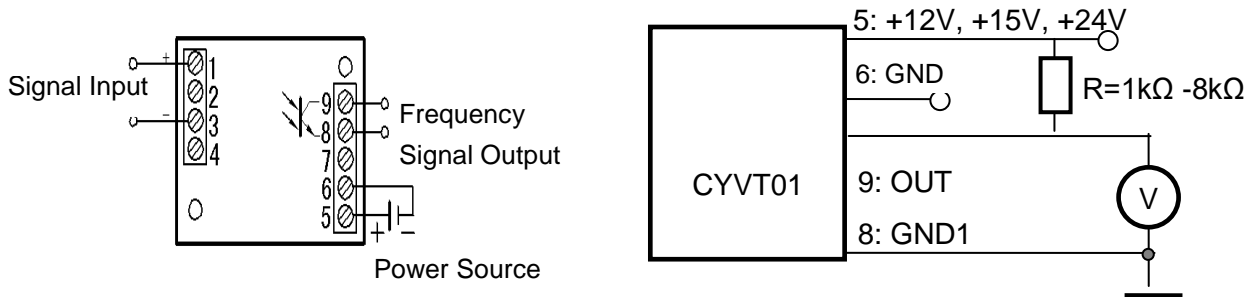 Signal Input
+
-
1
2
3
4
9
8
7
6
5
Frequency
Signal Output
+ -
Power Source
5: +12V, +15V, +24V
6: GND
R=1kΩ -8kΩ
CYVT01
9: OUT
V
8: GND1